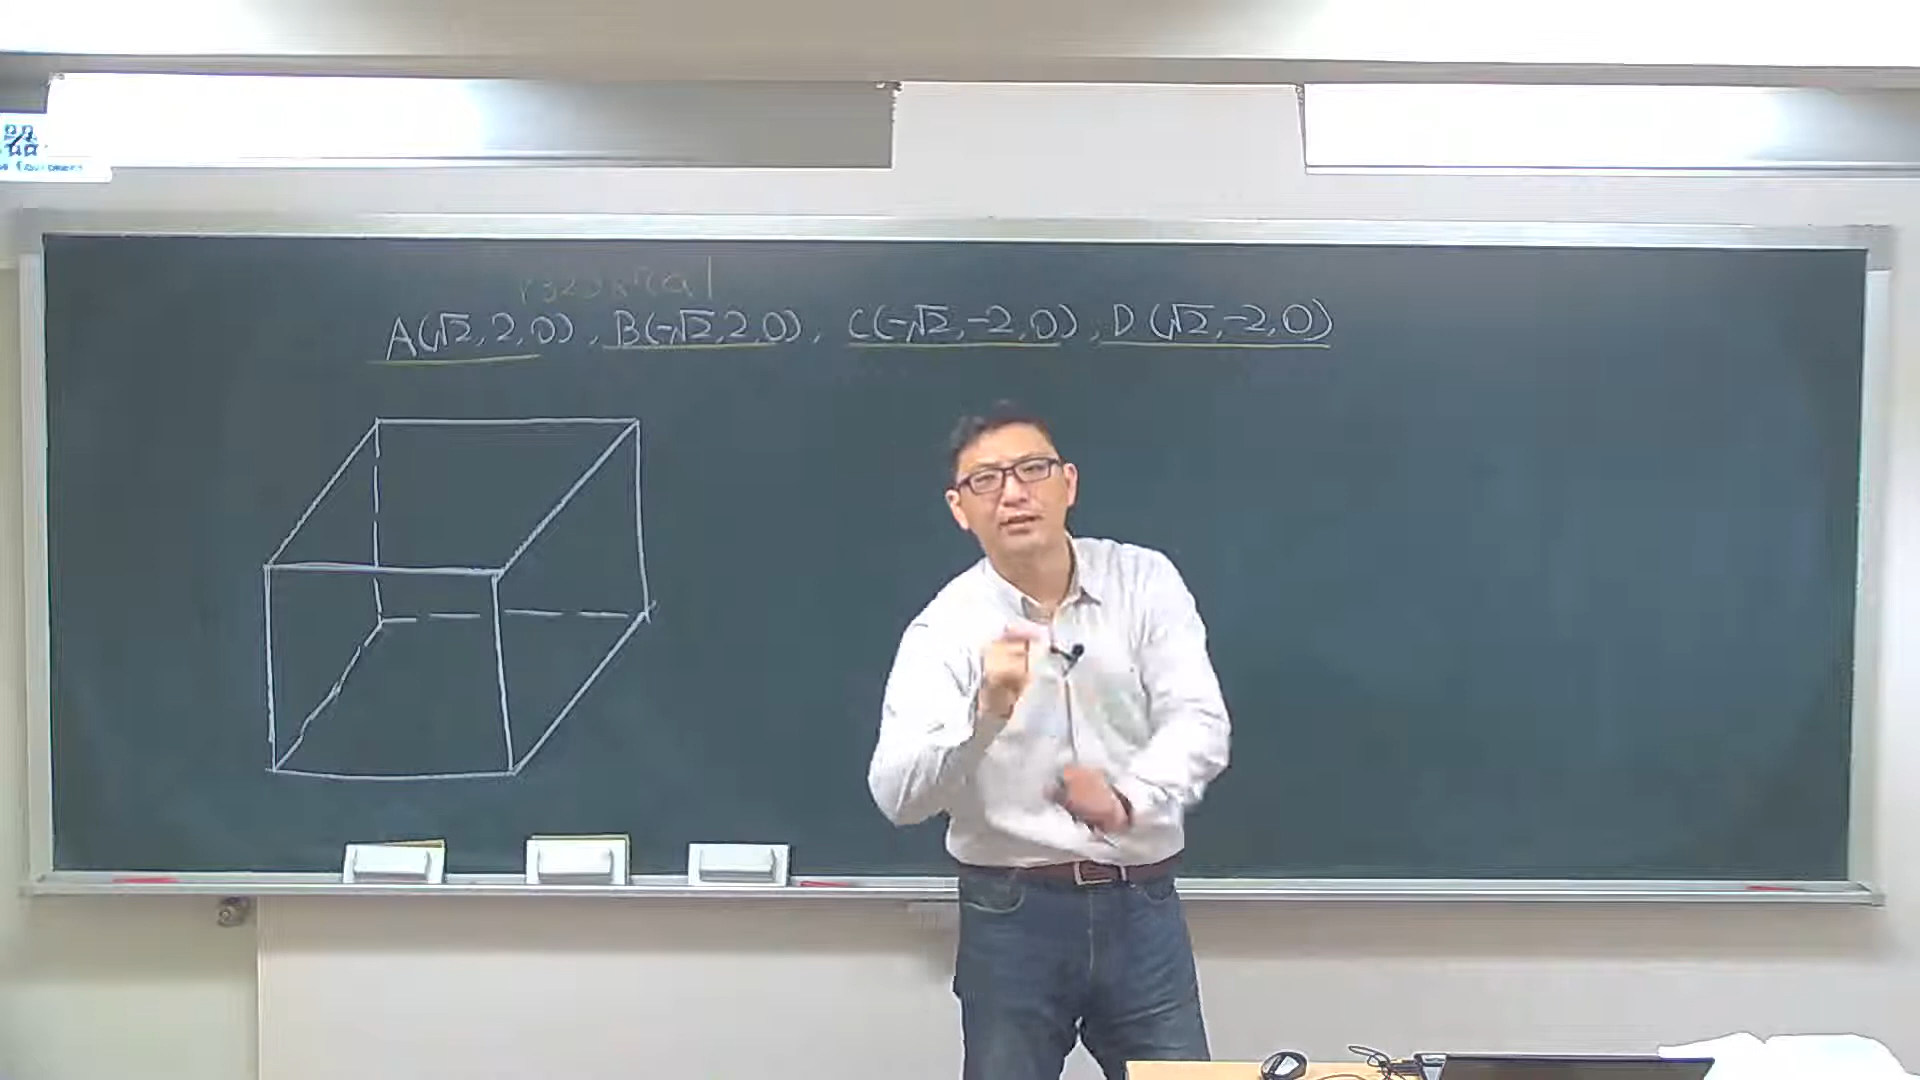 A(√2, 2, 0), B(-√2, 2, 0), C(-√2, -2, 0), D(√2, -2, 0)